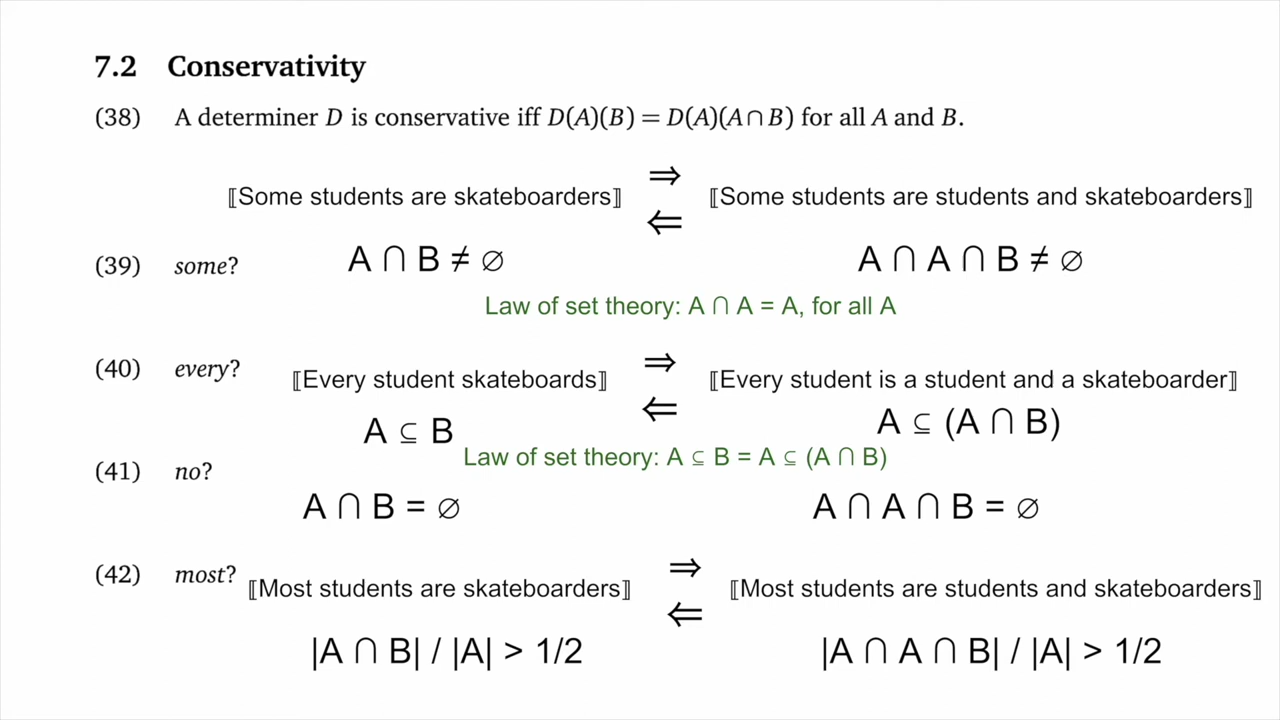 7.2 Conservativity
(38) A determiner D is conservative iff D(A)(B) = D(A)(A ∩ B) for all A and B.
⟦Some students are skateboarders⟧ ⇒ ⇐ ⟦Some students are students and skateboarders⟧
(39) some? A ∩ B ≠ ∅ A ∩ A ∩ B ≠ ∅
Law of set theory: A ∩ A = A, for all A
(40) every? ⟦Every student skateboards⟧ ⇒ ⇐ ⟦Every student is a student and a skateboarder⟧
A ⊆ B A ⊆ (A ∩ B)
Law of set theory: A ⊆ B = A ⊆ (A ∩ B)
(41) no? A ∩ B = ∅ A ∩ A ∩ B = ∅
(42) most? ⟦Most students are skateboarders⟧ ⇒ ⇐ ⟦Most students are students and skateboarders⟧
|A ∩ B| / |A| > 1/2 |A ∩ A ∩ B| / |A| > 1/2